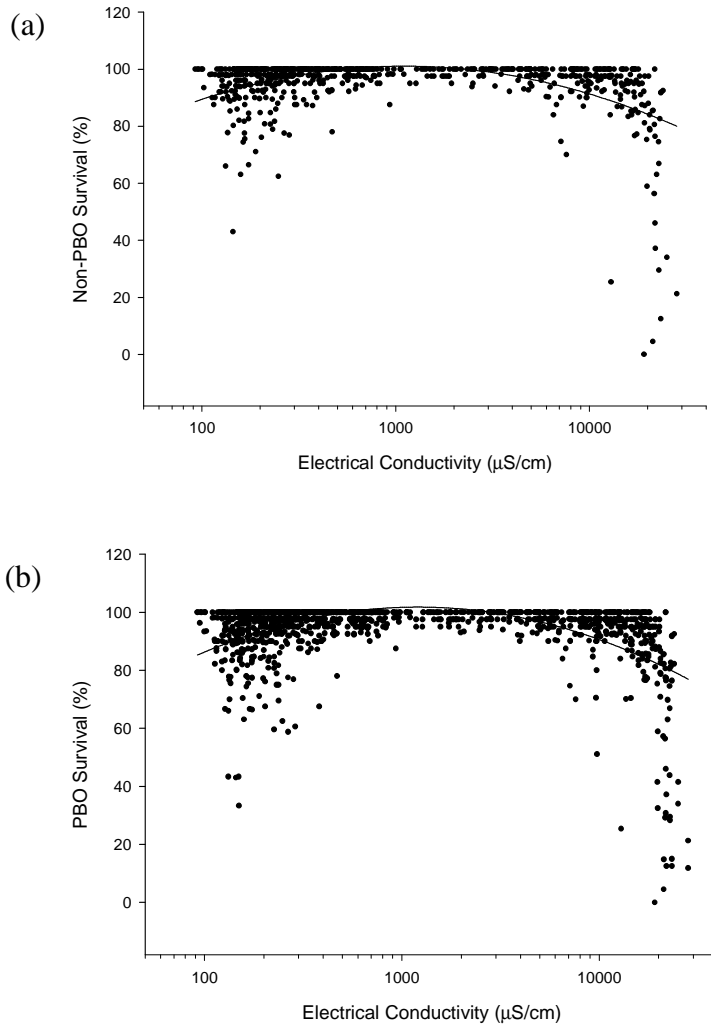 (a)
120
100
80
60
40
20
0
Non-PBO Survival (%)
100 1000 10000
Electrical Conductivity (μS/cm)
(b)
120
100
80
60
40
20
0
PBO Survival (%)
100 1000 10000
Electrical Conductivity (μS/cm)